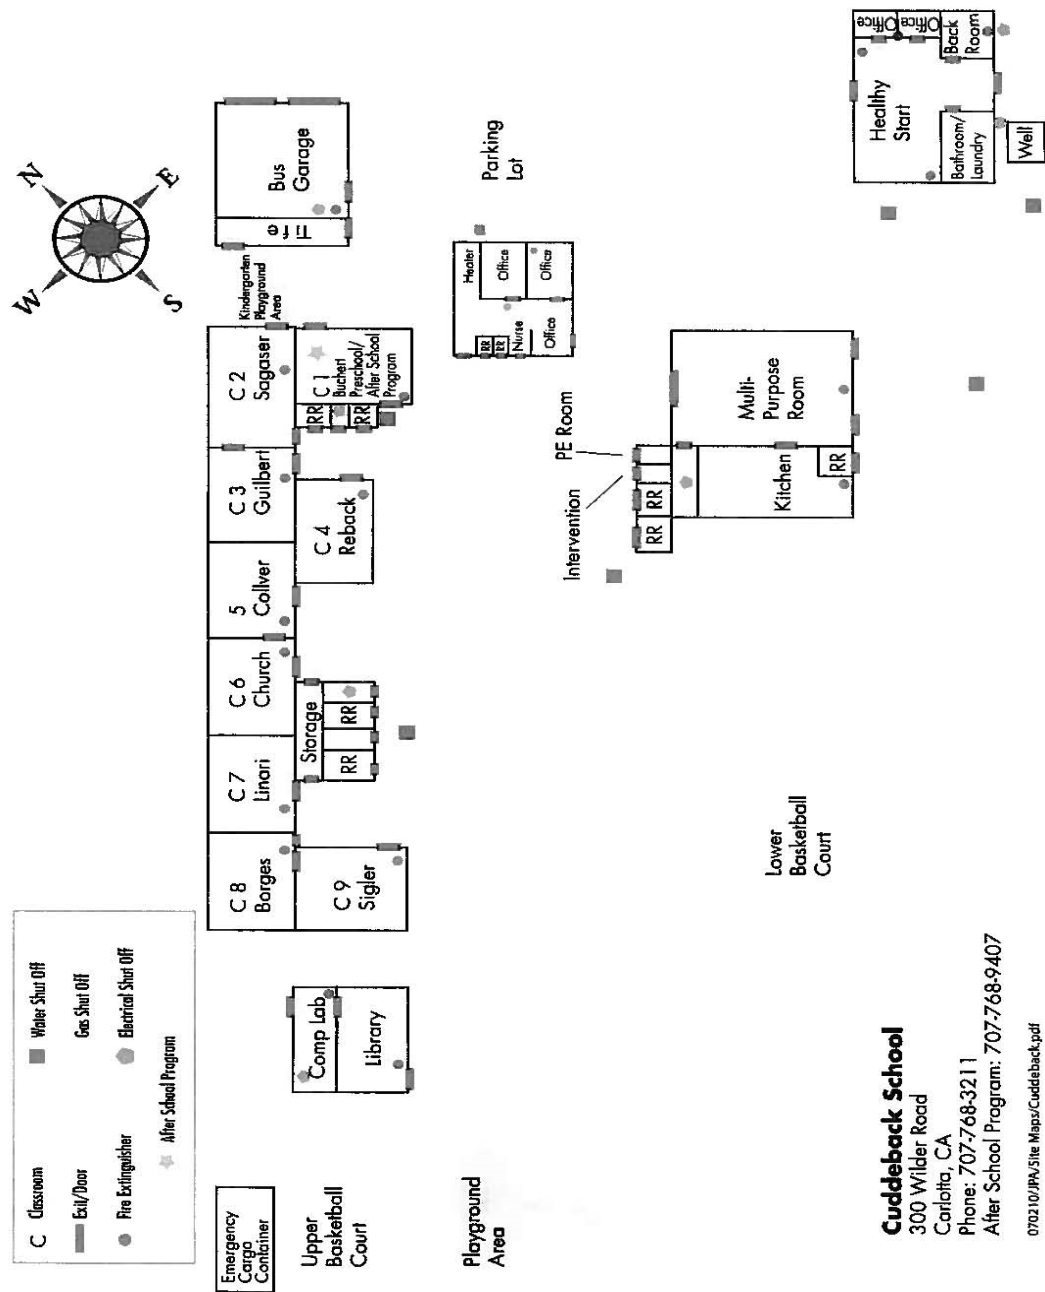 C Classroom
Exit/Door
Fire Extinguisher
Water Shut Off
Gas Shut Off
Electrical Shut Off
After School Program
N
E
S
W
Emergency
Cargo
Container
Upper
Basketball
Court
Playground
Area
Comp Lab
Library
C 8
Borges
C 9
Sigler
C 7
Linari
C 6
Church
Storage
RR
RR
5
Collver
C 3
Guilbert
C 4
Reback
C 2
Sagaser
Kindergarten
Playground
Area
C 1
Buchert
Preschool/
After School
Program
RR
RR
Bus
Garage
Parking
Lot
Heater
Office
Office
Office
Nurse
RR
RR
Intervention
PE Room
RR
RR
Multi-
Purpose
Room
Kitchen
RR
Lower
Basketball
Court
Healthy
Start
Office
Office
Back
Room
Bathroom/
Laundry
Well
Cuddeback School
300 Wilder Road
Carlotta, CA
Phone: 707-768-3211
After School Program: 707-768-9407
070210/JPA/Site Maps/Cuddeback.pdf